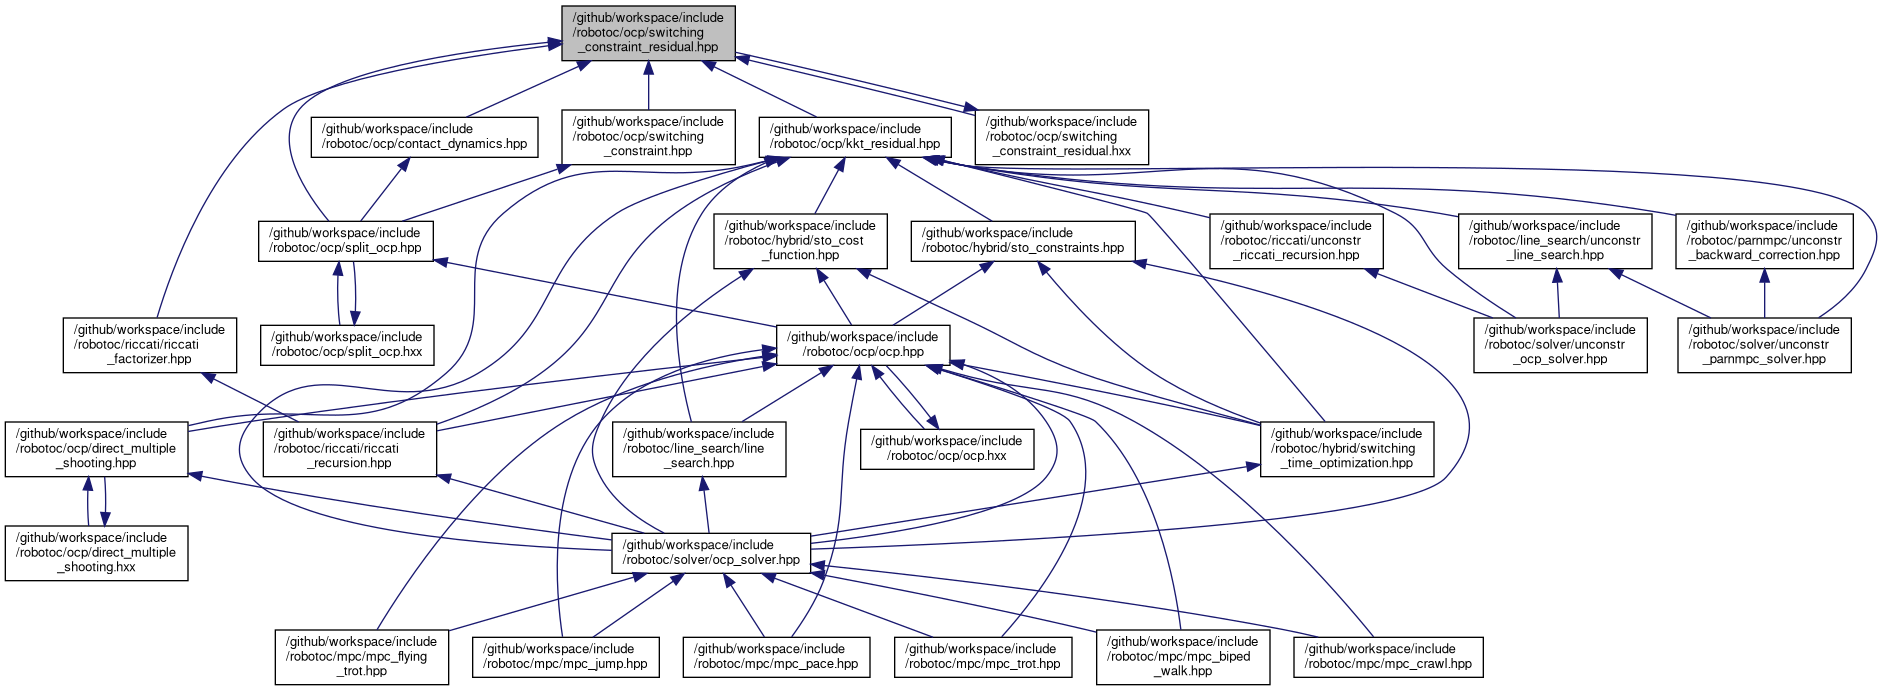 /github/workspace/include
/robotoc/ocp/switching
_constraint_residual.hpp
/github/workspace/include
/robotoc/ocp/contact_dynamics.hpp
/github/workspace/include
/robotoc/ocp/switching
_constraint.hpp
/github/workspace/include
/robotoc/ocp/kkt_residual.hpp
/github/workspace/include
/robotoc/ocp/switching
_constraint_residual.hxx
/github/workspace/include
/robotoc/ocp/split_ocp.hpp
/github/workspace/include
/robotoc/hybrid/sto_cost
_function.hpp
/github/workspace/include
/robotoc/hybrid/sto_constraints.hpp
/github/workspace/include
/robotoc/riccati/unconstr
_riccati_recursion.hpp
/github/workspace/include
/robotoc/line_search/unconstr
_line_search.hpp
/github/workspace/include
/robotoc/parnmpc/unconstr
_backward_correction.hpp
/github/workspace/include
/robotoc/riccati/riccati
_factorizer.hpp
/github/workspace/include
/robotoc/ocp/split_ocp.hxx
/github/workspace/include
/robotoc/ocp/ocp.hpp
/github/workspace/include
/robotoc/solver/unconstr
_ocp_solver.hpp
/github/workspace/include
/robotoc/solver/unconstr
_parnmpc_solver.hpp
/github/workspace/include
/robotoc/ocp/direct_multiple
_shooting.hpp
/github/workspace/include
/robotoc/riccati/riccati
_recursion.hpp
/github/workspace/include
/robotoc/line_search/line
_search.hpp
/github/workspace/include
/robotoc/ocp/ocp.hxx
/github/workspace/include
/robotoc/hybrid/switching
_time_optimization.hpp
/github/workspace/include
/robotoc/ocp/direct_multiple
_shooting.hxx
/github/workspace/include
/robotoc/solver/ocp_solver.hpp
/github/workspace/include
/robotoc/mpc/mpc_flying
_trot.hpp
/github/workspace/include
/robotoc/mpc/mpc_jump.hpp
/github/workspace/include
/robotoc/mpc/mpc_pace.hpp
/github/workspace/include
/robotoc/mpc/mpc_trot.hpp
/github/workspace/include
/robotoc/mpc/mpc_biped
_walk.hpp
/github/workspace/include
/robotoc/mpc/mpc_crawl.hpp